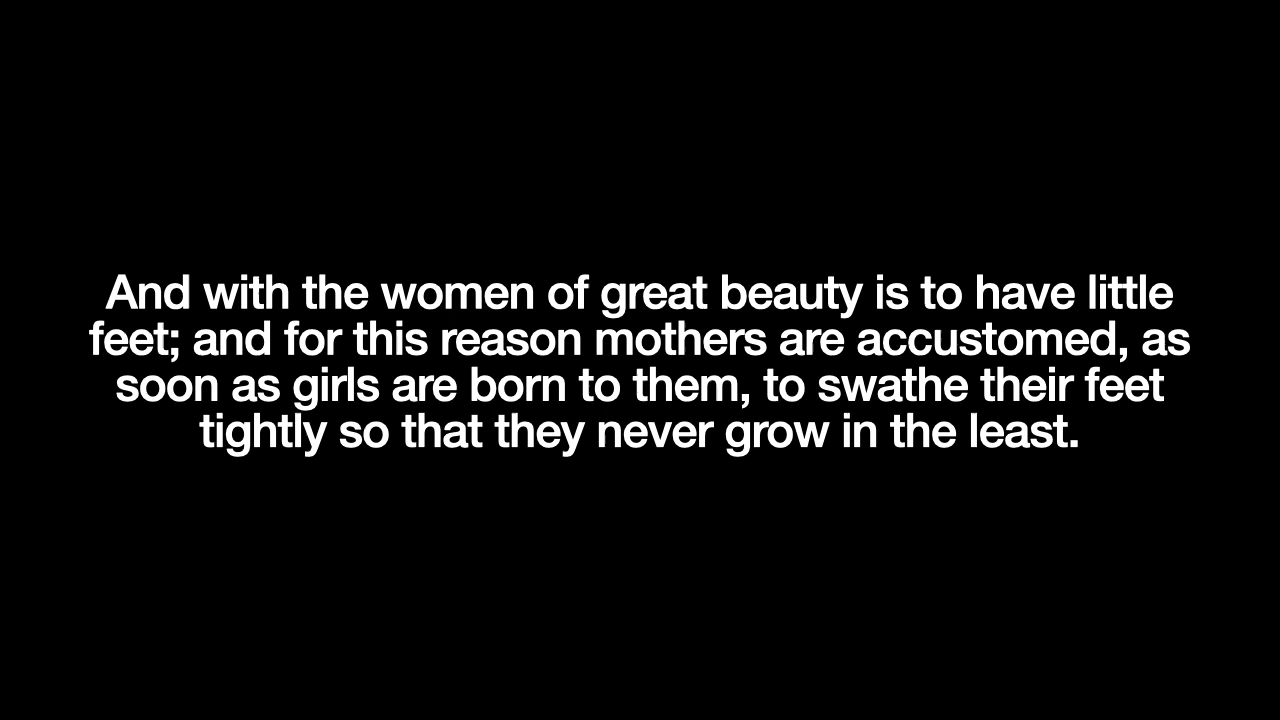 And with the women of great beauty is to have little
feet; and for this reason mothers are accustomed, as
soon as girls are born to them, to swathe their feet
tightly so that they never grow in the least.